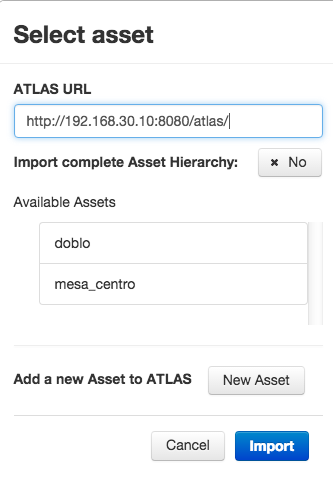 Select asset
ATLAS URL
http://192.168.30.10:8080/atlas/
Import complete Asset Hierarchy: ✖ No
Available Assets
doblo
mesa_centro
Add a new Asset to ATLAS New Asset
Cancel Import